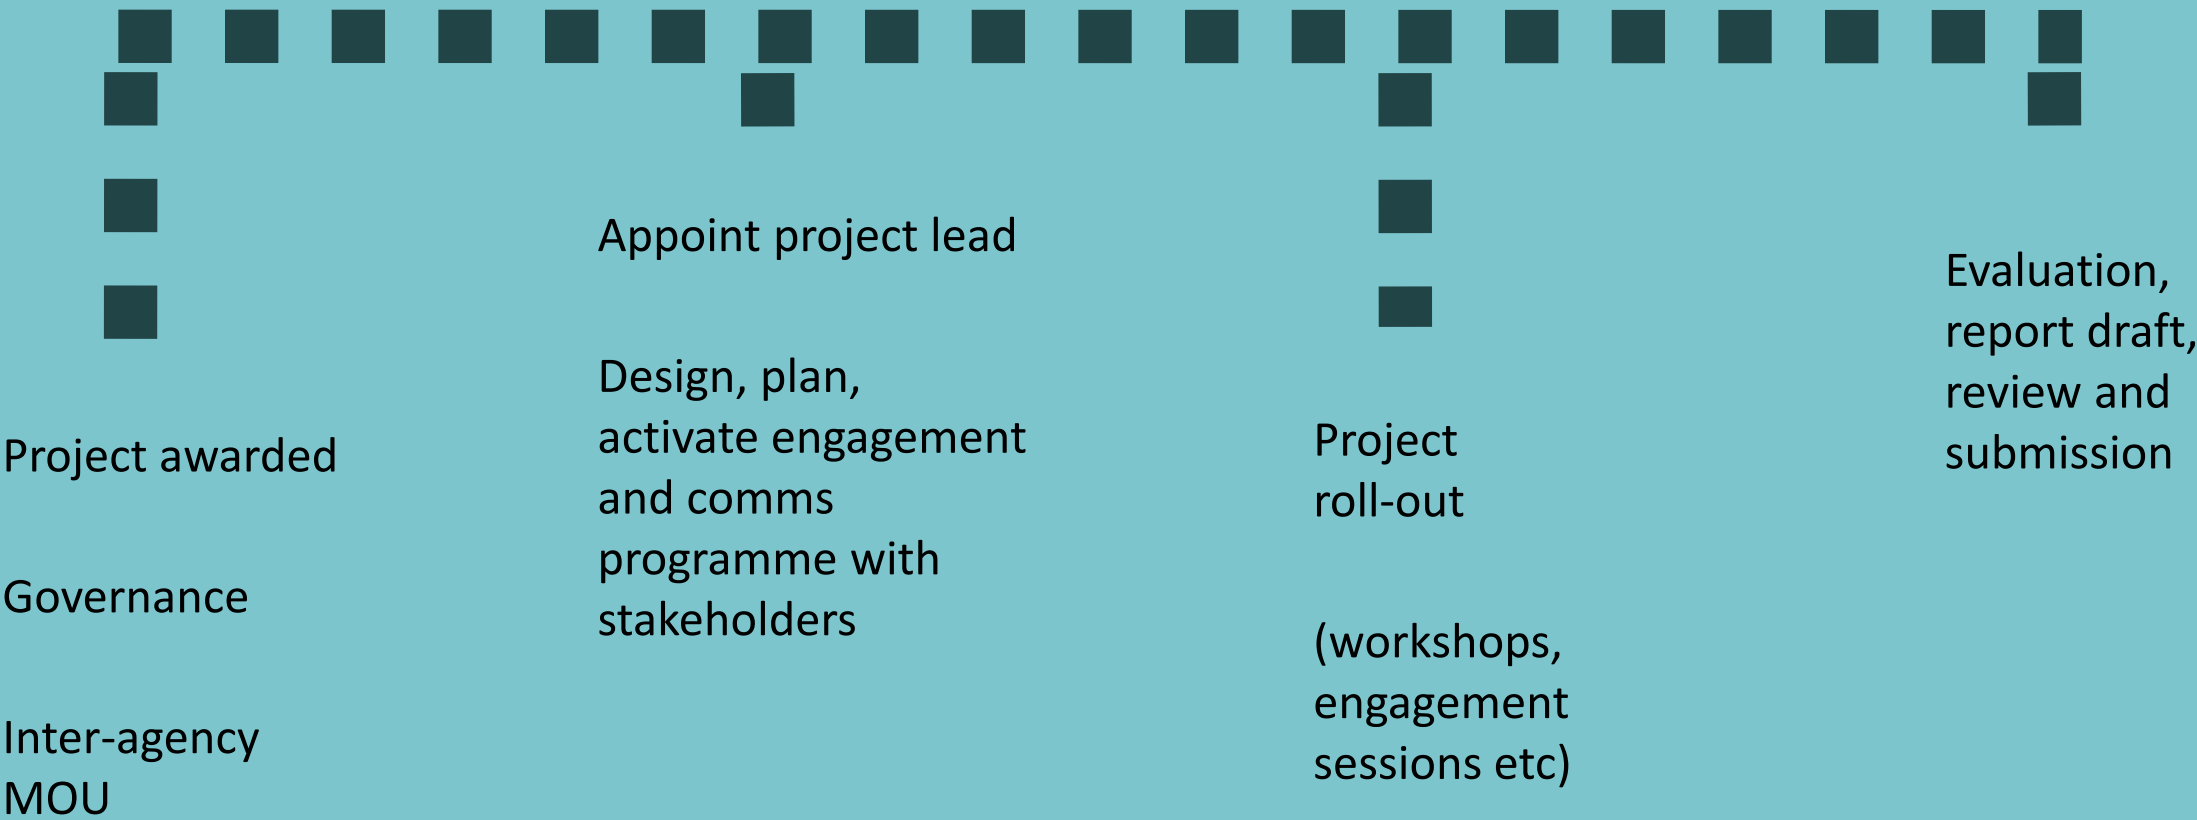 Project awarded
Governance
Inter-agency
MOU
Appoint project lead
Design, plan,
activate engagement
and comms
programme with
stakeholders
Project
roll-out
(workshops,
engagement
sessions etc)
Evaluation,
report draft,
review and
submission